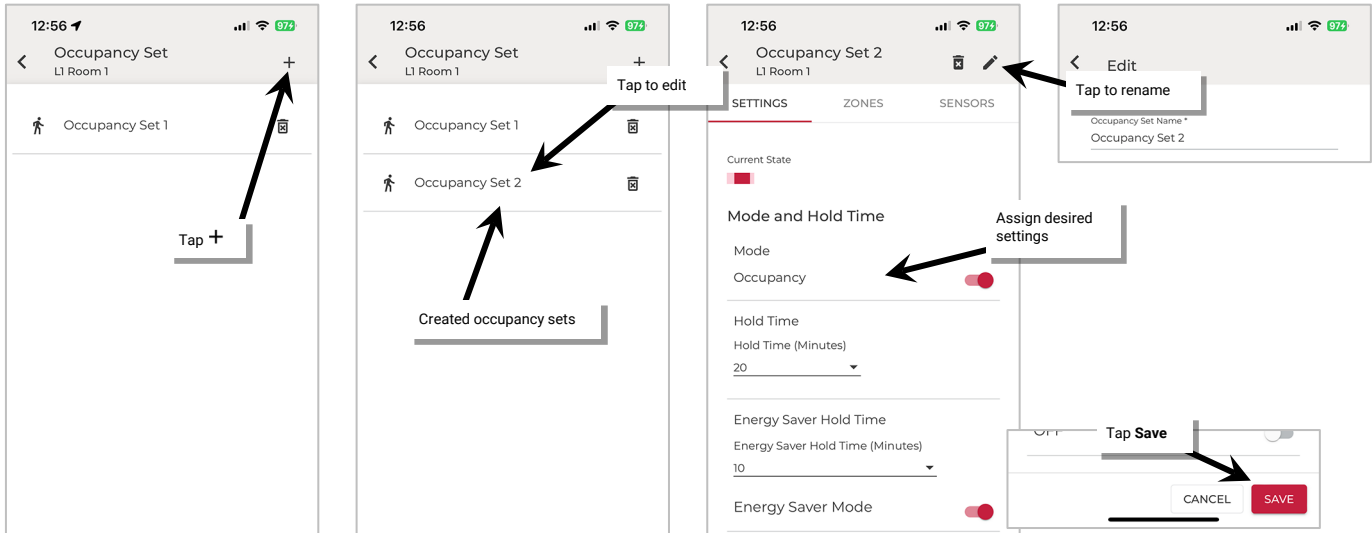 12:56
97
Occupancy Set
L1 Room 1
Occupancy Set 1
Tap +
12:56
97
Occupancy Set
L1 Room 1
Tap to edit
Occupancy Set 1
Occupancy Set 2
Created occupancy sets
12:56
97
Occupancy Set 2
L1 Room 1
SETTINGS ZONES SENSORS
Current State
Mode and Hold Time
Mode
Occupancy
Assign desired
settings
Hold Time
Hold Time (Minutes)
20
Energy Saver Hold Time
Energy Saver Hold Time (Minutes)
10
Energy Saver Mode
12:56
97
Edit
Tap to rename
Occupancy Set Name *
Occupancy Set 2
Tap Save
CANCEL SAVE